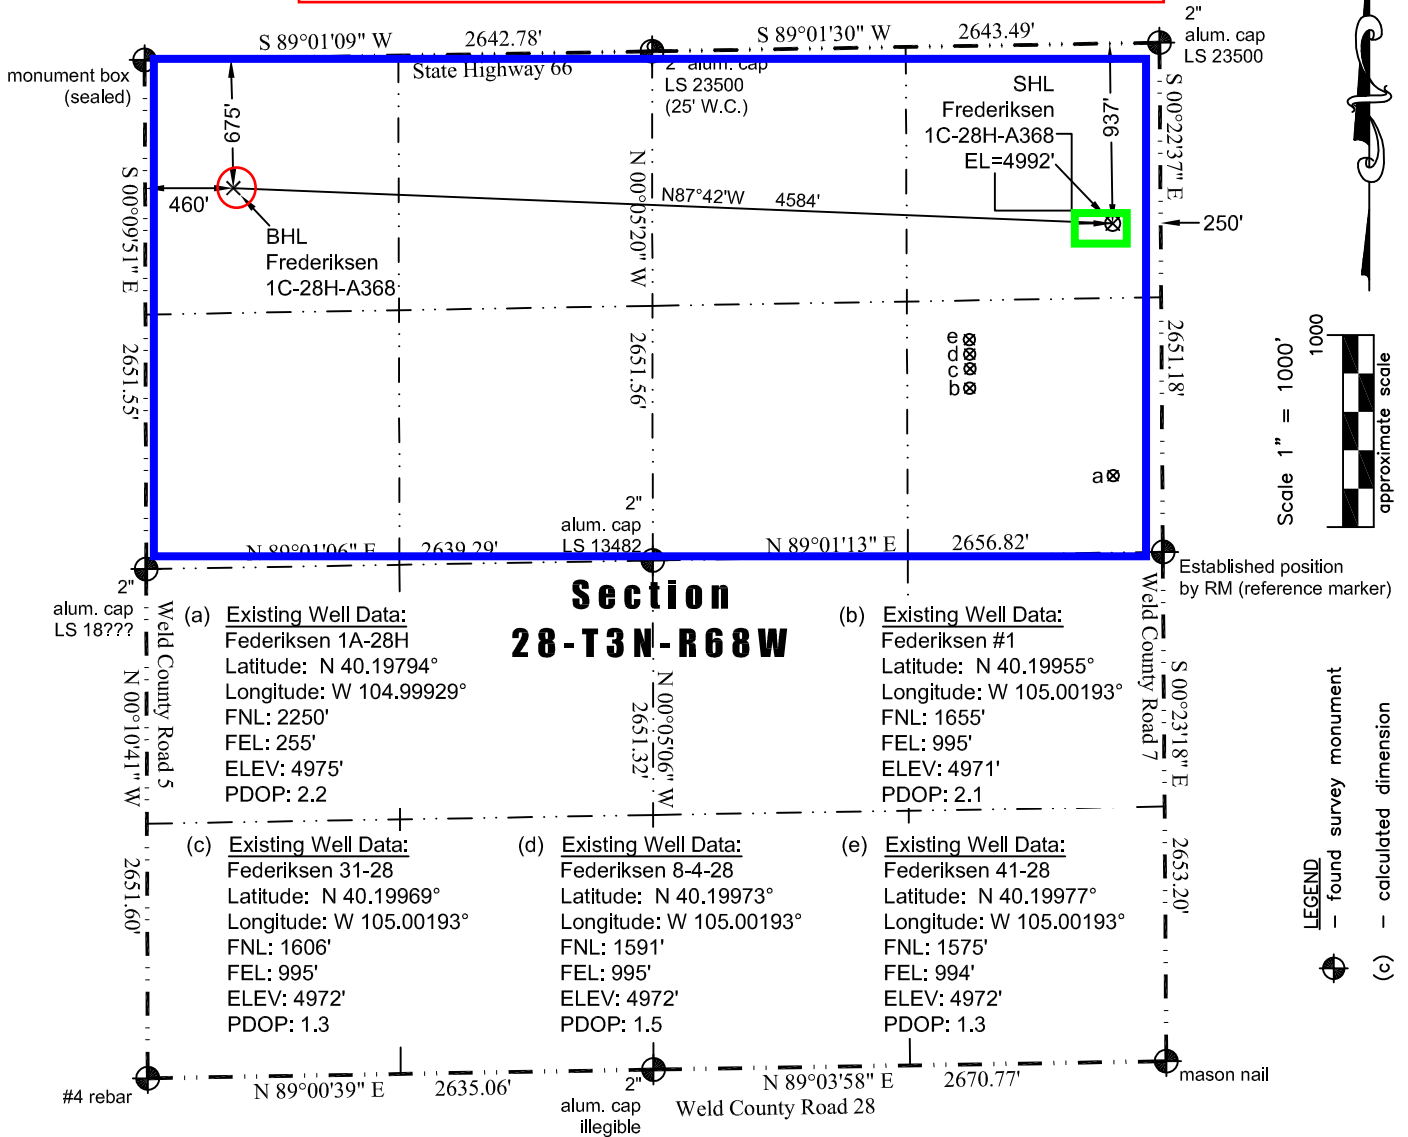 S 89°01'09" W 2642.78' S 89°01'30" W 2643.49'
2"
alum. cap
LS 23500
monument box
(sealed)
State Highway 66
2" alum. cap
LS 23500
(25' W.C.)
SHL
Frederiksen
1C-28H-A368
EL=4992'
675'
937'
460'
250'
N87°42'W 4584'
BHL
Frederiksen
1C-28H-A368
S 00°09'51" E
2651.55'
N 00°05'20" W
2651.56'
S 00°22'37" E
2651.18'
e
d
c
b
a
Scale 1" = 1000'
1000
approximate scale
2"
alum. cap
LS 13482
N 89°01'06" E 2639.29' N 89°01'13" E 2656.82'
Established position
by RM (reference marker)
2"
alum. cap
LS 18???
Section
28-T3N-R68W
Weld County Road 5
N 00°10'41" W
2651.60'
N 00°05'06" W
2651.32'
Weld County Road 7
S 00°23'18" E
2653.20'
(a) Existing Well Data:
Federiksen 1A-28H
Latitude: N 40.19794°
Longitude: W 104.99929°
FNL: 2250'
FEL: 255'
ELEV: 4975'
PDOP: 2.2
(b) Existing Well Data:
Federiksen #1
Latitude: N 40.19955°
Longitude: W 105.00193°
FNL: 1655'
FEL: 995'
ELEV: 4971'
PDOP: 2.1
(c) Existing Well Data:
Federiksen 31-28
Latitude: N 40.19969°
Longitude: W 105.00193°
FNL: 1606'
FEL: 995'
ELEV: 4972'
PDOP: 1.3
(d) Existing Well Data:
Federiksen 8-4-28
Latitude: N 40.19973°
Longitude: W 105.00193°
FNL: 1591'
FEL: 995'
ELEV: 4972'
PDOP: 1.5
(e) Existing Well Data:
Federiksen 41-28
Latitude: N 40.19977°
Longitude: W 105.00193°
FNL: 1575'
FEL: 994'
ELEV: 4972'
PDOP: 1.3
LEGEND
– found survey monument
(c) – calculated dimension
#4 rebar
N 89°00'39" E 2635.06' N 89°03'58" E 2670.77'
2"
alum. cap
illegible
Weld County Road 28
mason nail